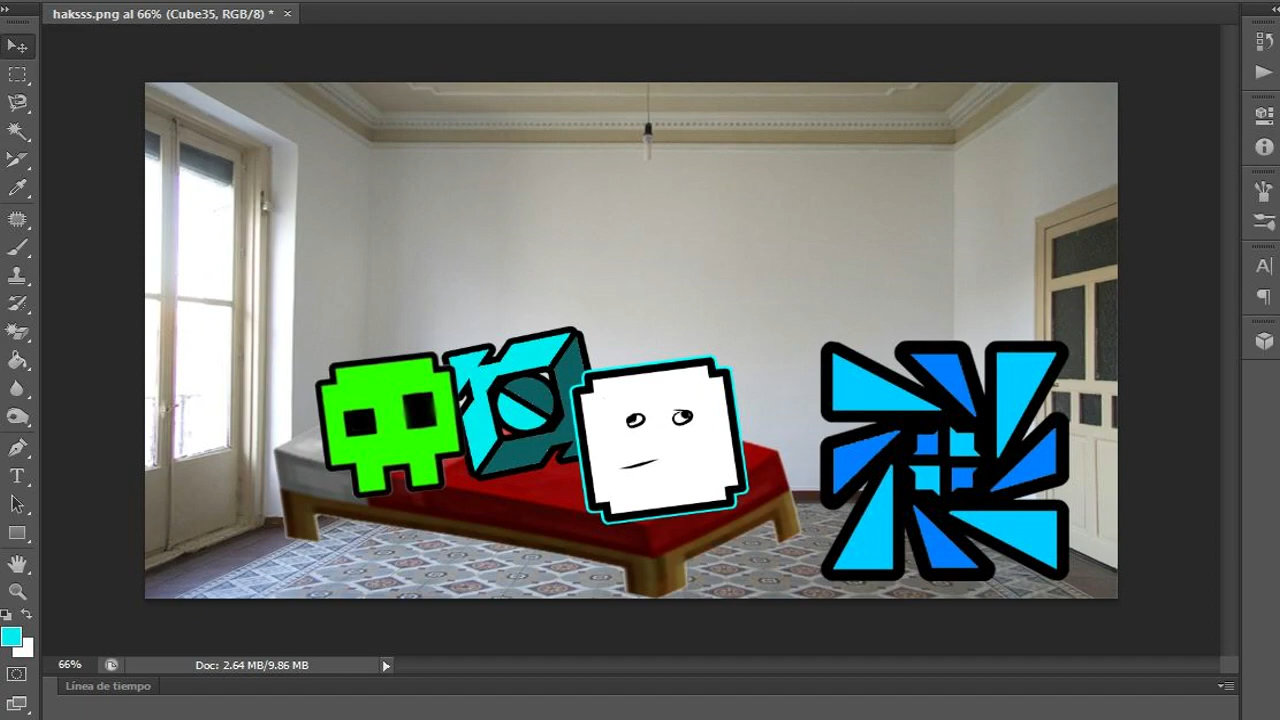 haksss.png al 66% (Cube35, RGB/8) *
66%
Doc: 2.64 MB/9.86 MB
Línea de tiempo